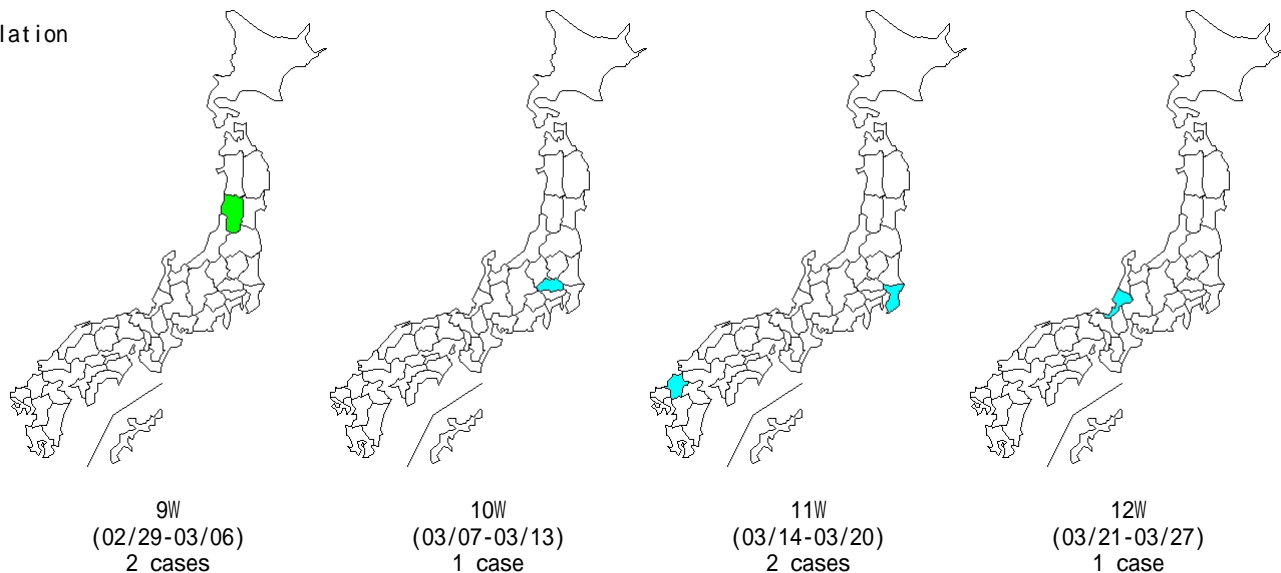 lation
9W
(02/29-03/06)
2 cases
10W
(03/07-03/13)
1 case
11W
(03/14-03/20)
2 cases
12W
(03/21-03/27)
1 case